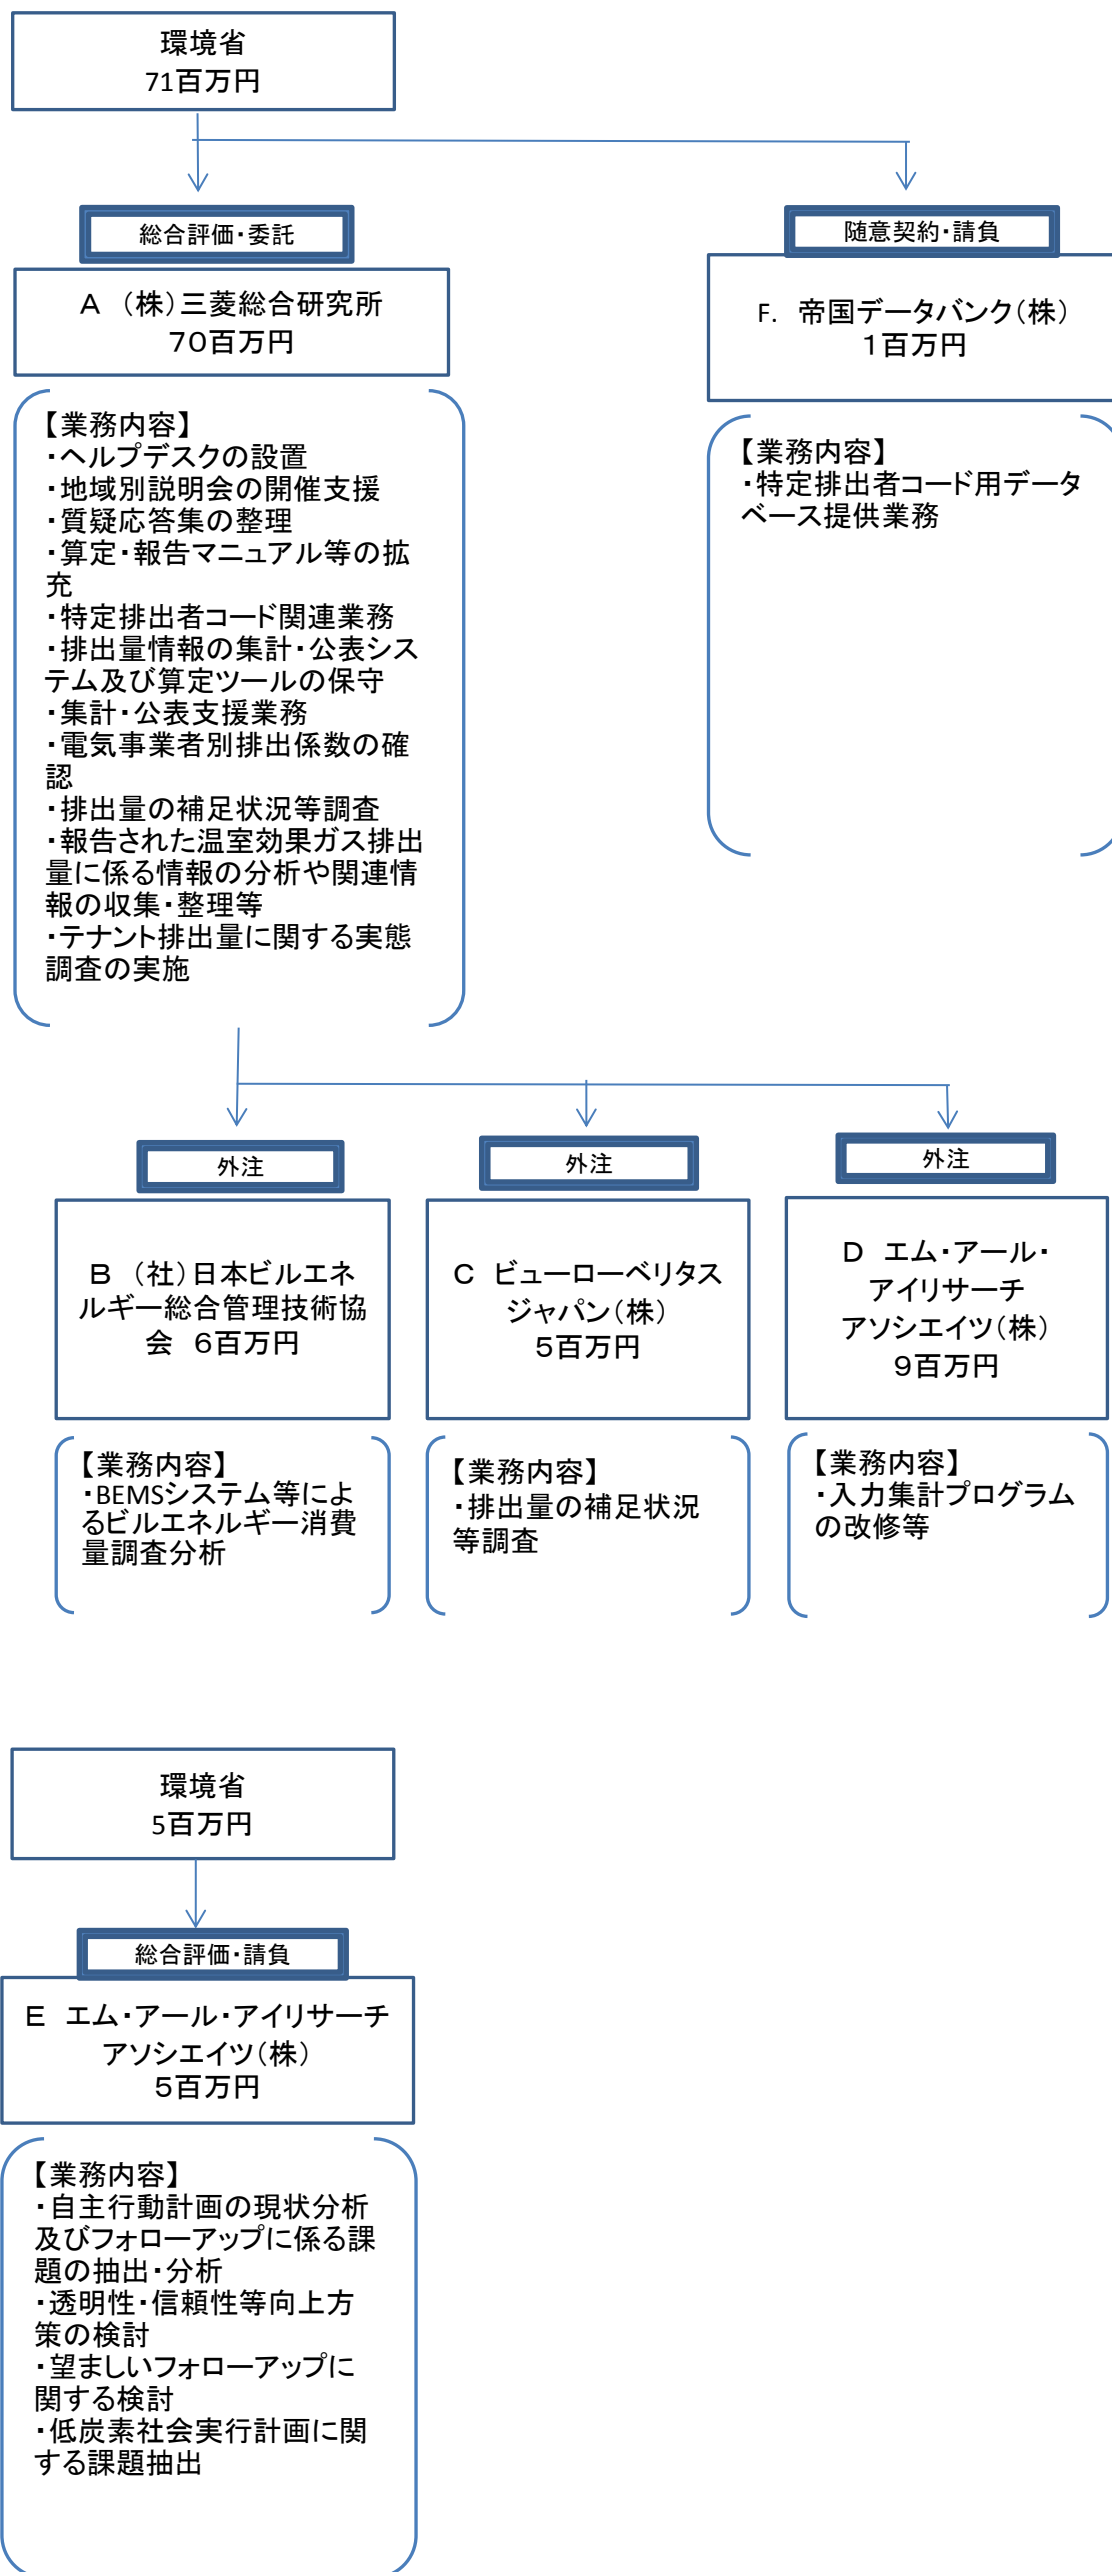 環境省
71百万円
総合評価・委託
A （株）三菱総合研究所
７０百万円
【業務内容】
・ヘルプデスクの設置
・地域別説明会の開催支援
・質疑応答集の整理
・算定・報告マニュアル等の拡
充
・特定排出者コード関連業務
・排出量情報の集計・公表シス
テム及び算定ツールの保守
・集計・公表支援業務
・電気事業者別排出係数の確
認
・排出量の補足状況等調査
・報告された温室効果ガス排出
量に係る情報の分析や関連情
報の収集・整理等
・テナント排出量に関する実態
調査の実施
随意契約・請負
F. 帝国データバンク（株）
１百万円
【業務内容】
・特定排出者コード用データ
ベース提供業務
外注
B （社）日本ビルエネ
ルギー総合管理技術協
会 ６百万円
【業務内容】
・BEMSシステム等によ
るビルエネルギー消費
量調査分析
外注
C ビューローベリタス
ジャパン（株）
５百万円
【業務内容】
・排出量の補足状況
等調査
外注
D エム・アール・
アイリサーチ
アソシエイツ（株）
９百万円
【業務内容】
・入力集計プログラム
の改修等
環境省
5百万円
総合評価・請負
E エム・アール・アイリサーチ
アソシエイツ（株）
５百万円
【業務内容】
・自主行動計画の現状分析
及びフォローアップに係る課
題の抽出・分析
・透明性・信頼性等向上方
策の検討
・望ましいフォローアップに
関する検討
・低炭素社会実行計画に関
する課題抽出